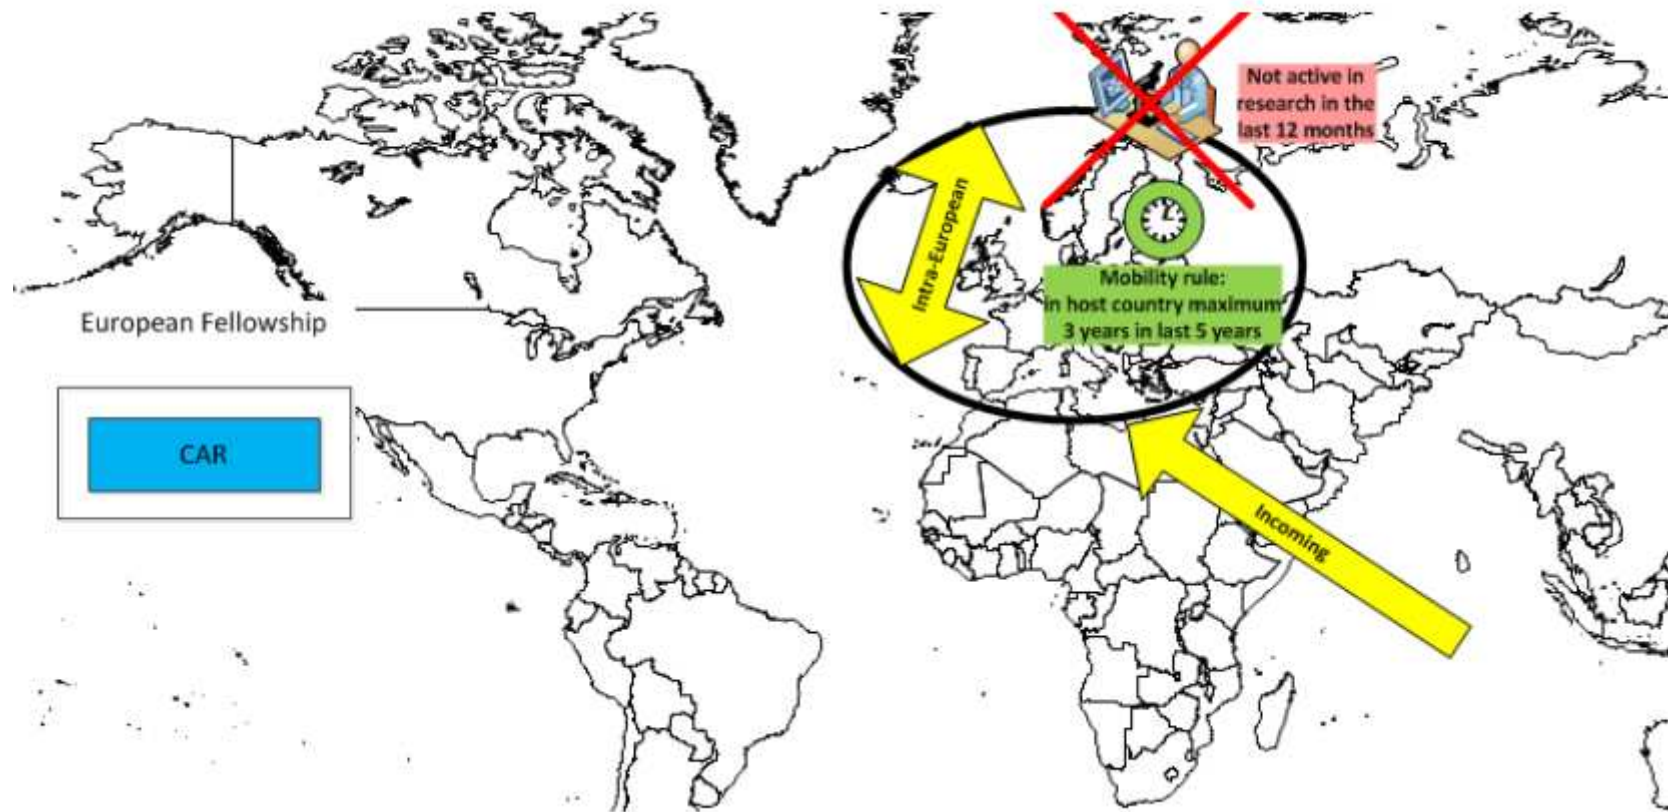 Not active in
research in the
last 12 months
Intra-European
Mobility rule:
in host country maximum
3 years in last 5 years
European Fellowship
CAR
Incoming